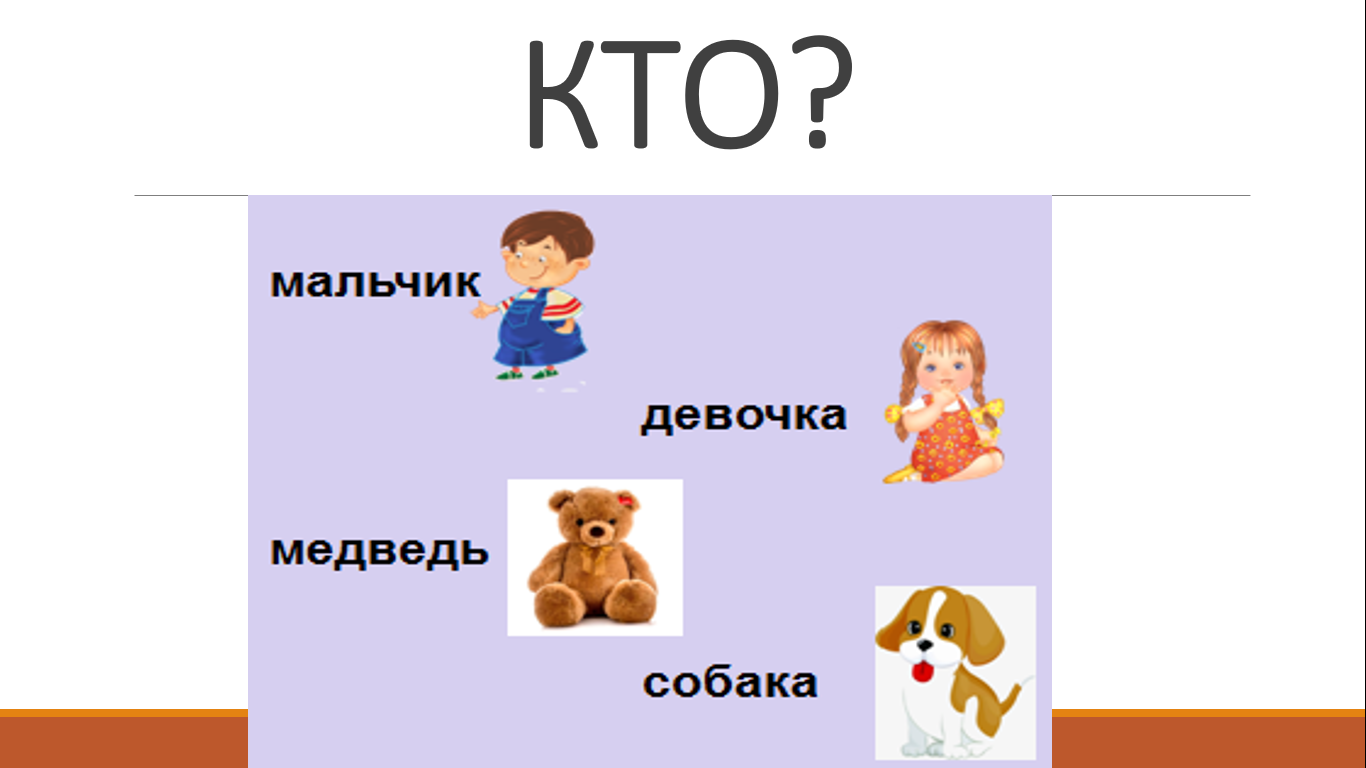 КТО?
мальчик
девочка
медведь
собака